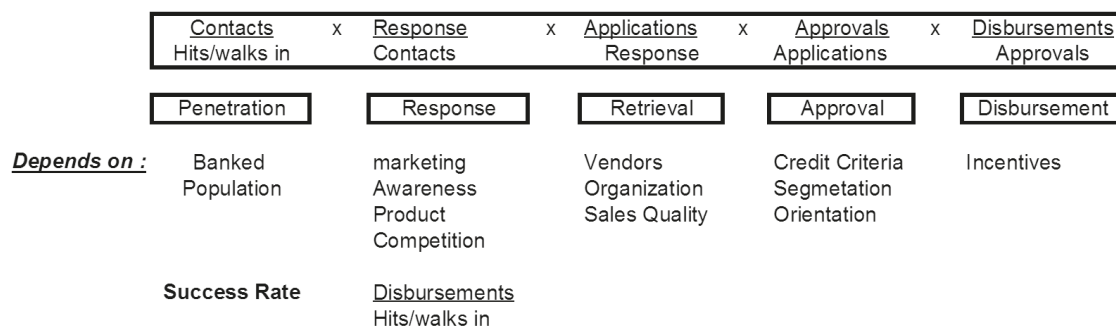 Contacts x Response x Applications x Approvals x Disbursements
Hits/walks in Contacts Response Applications Approvals
Penetration Response Retrieval Approval Disbursement
Depends on : Banked marketing Vendors Credit Criteria Incentives
Population Awareness Organization Segmetation
Product Sales Quality Orientation
Competition
Success Rate Disbursements
Hits/walks in